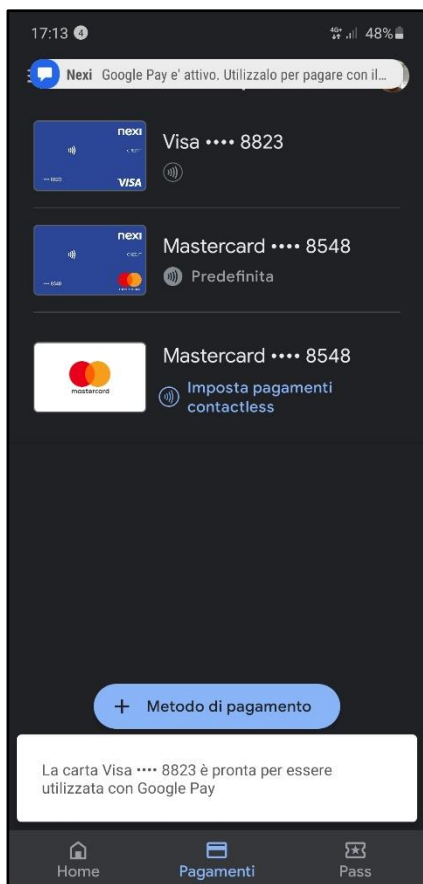 17:13 4 4G+ 48%
Nexi Google Pay e' attivo. Utilizzalo per pagare con il...
nexi
VISA
Visa •••• 8823
nexi
Mastercard •••• 8548
Predefinita
mastercard
Mastercard •••• 8548
Imposta pagamenti
contactless
+ Metodo di pagamento
La carta Visa •••• 8823 è pronta per essere
utilizzata con Google Pay
Home Pagamenti Pass